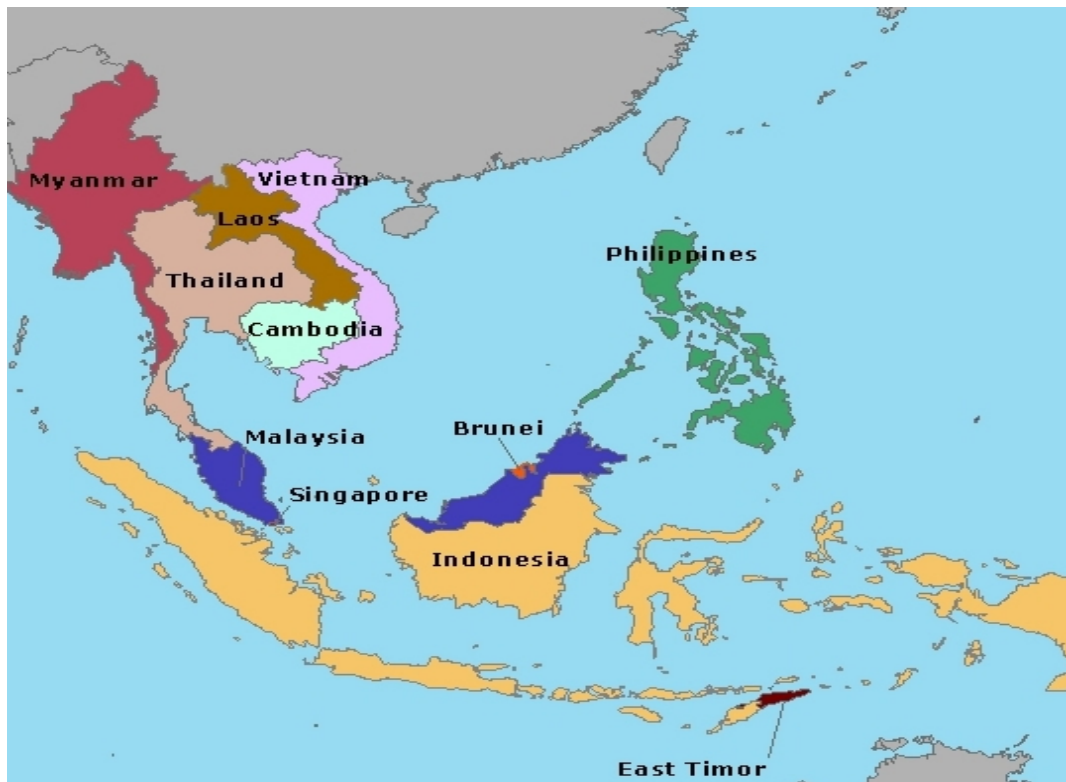 Myanmar
Vietnam
Laos
Thailand
Philippines
Cambodia
Malaysia
Brunei
Singapore
Indonesia
East Timor